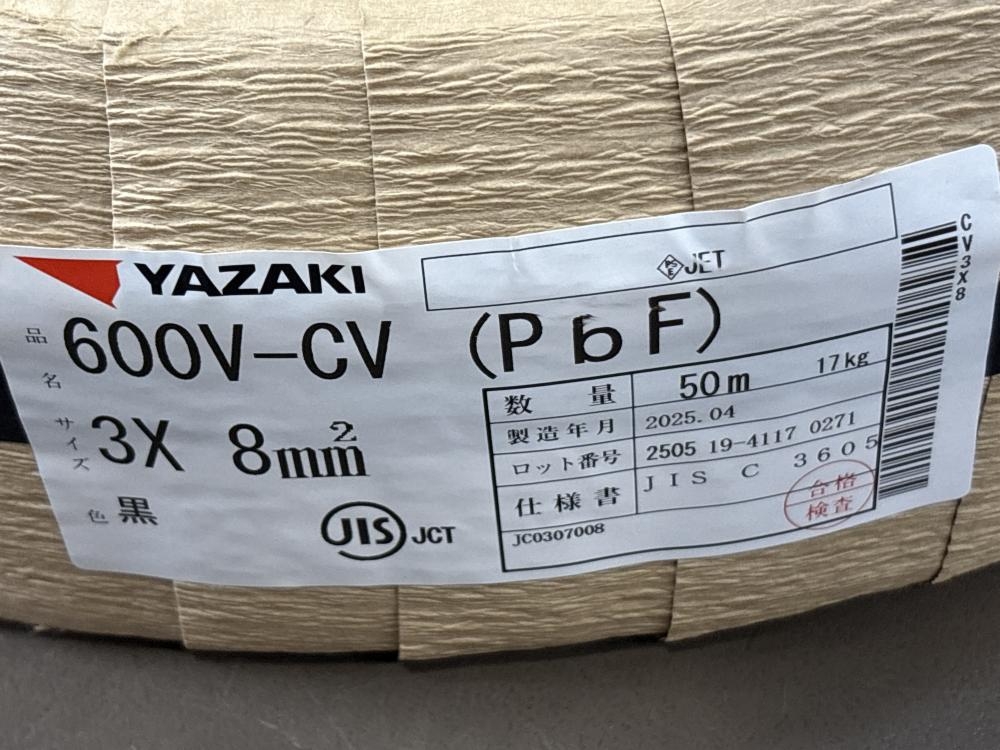 YAZAKI
PS
E
JET
品名
600V-CV (PbF)
サイズ
3X 8mm²
色 黒
JIS JCT
数量 50m 17kg
製造年月 2025.04
ロット番号 2505 19-4117 0271
仕様書 JIS C 3605
JC0307008
合格
検査
CV3X8